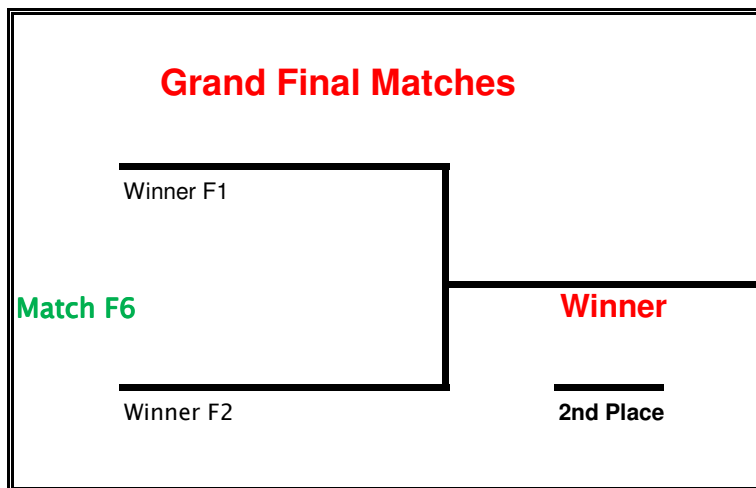 Grand Final Matches
Winner F1
Match F6
Winner
Winner F2
2nd Place